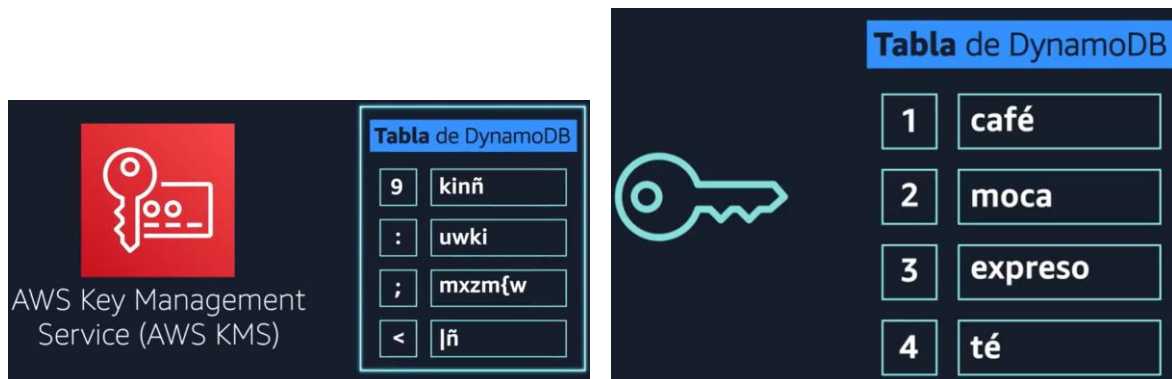 AWS Key Management
Service (AWS KMS)
Tabla de DynamoDB
9 kinñ
: uwki
; mxzm{w
< |ñ
Tabla de DynamoDB
1 café
2 moca
3 expreso
4 té